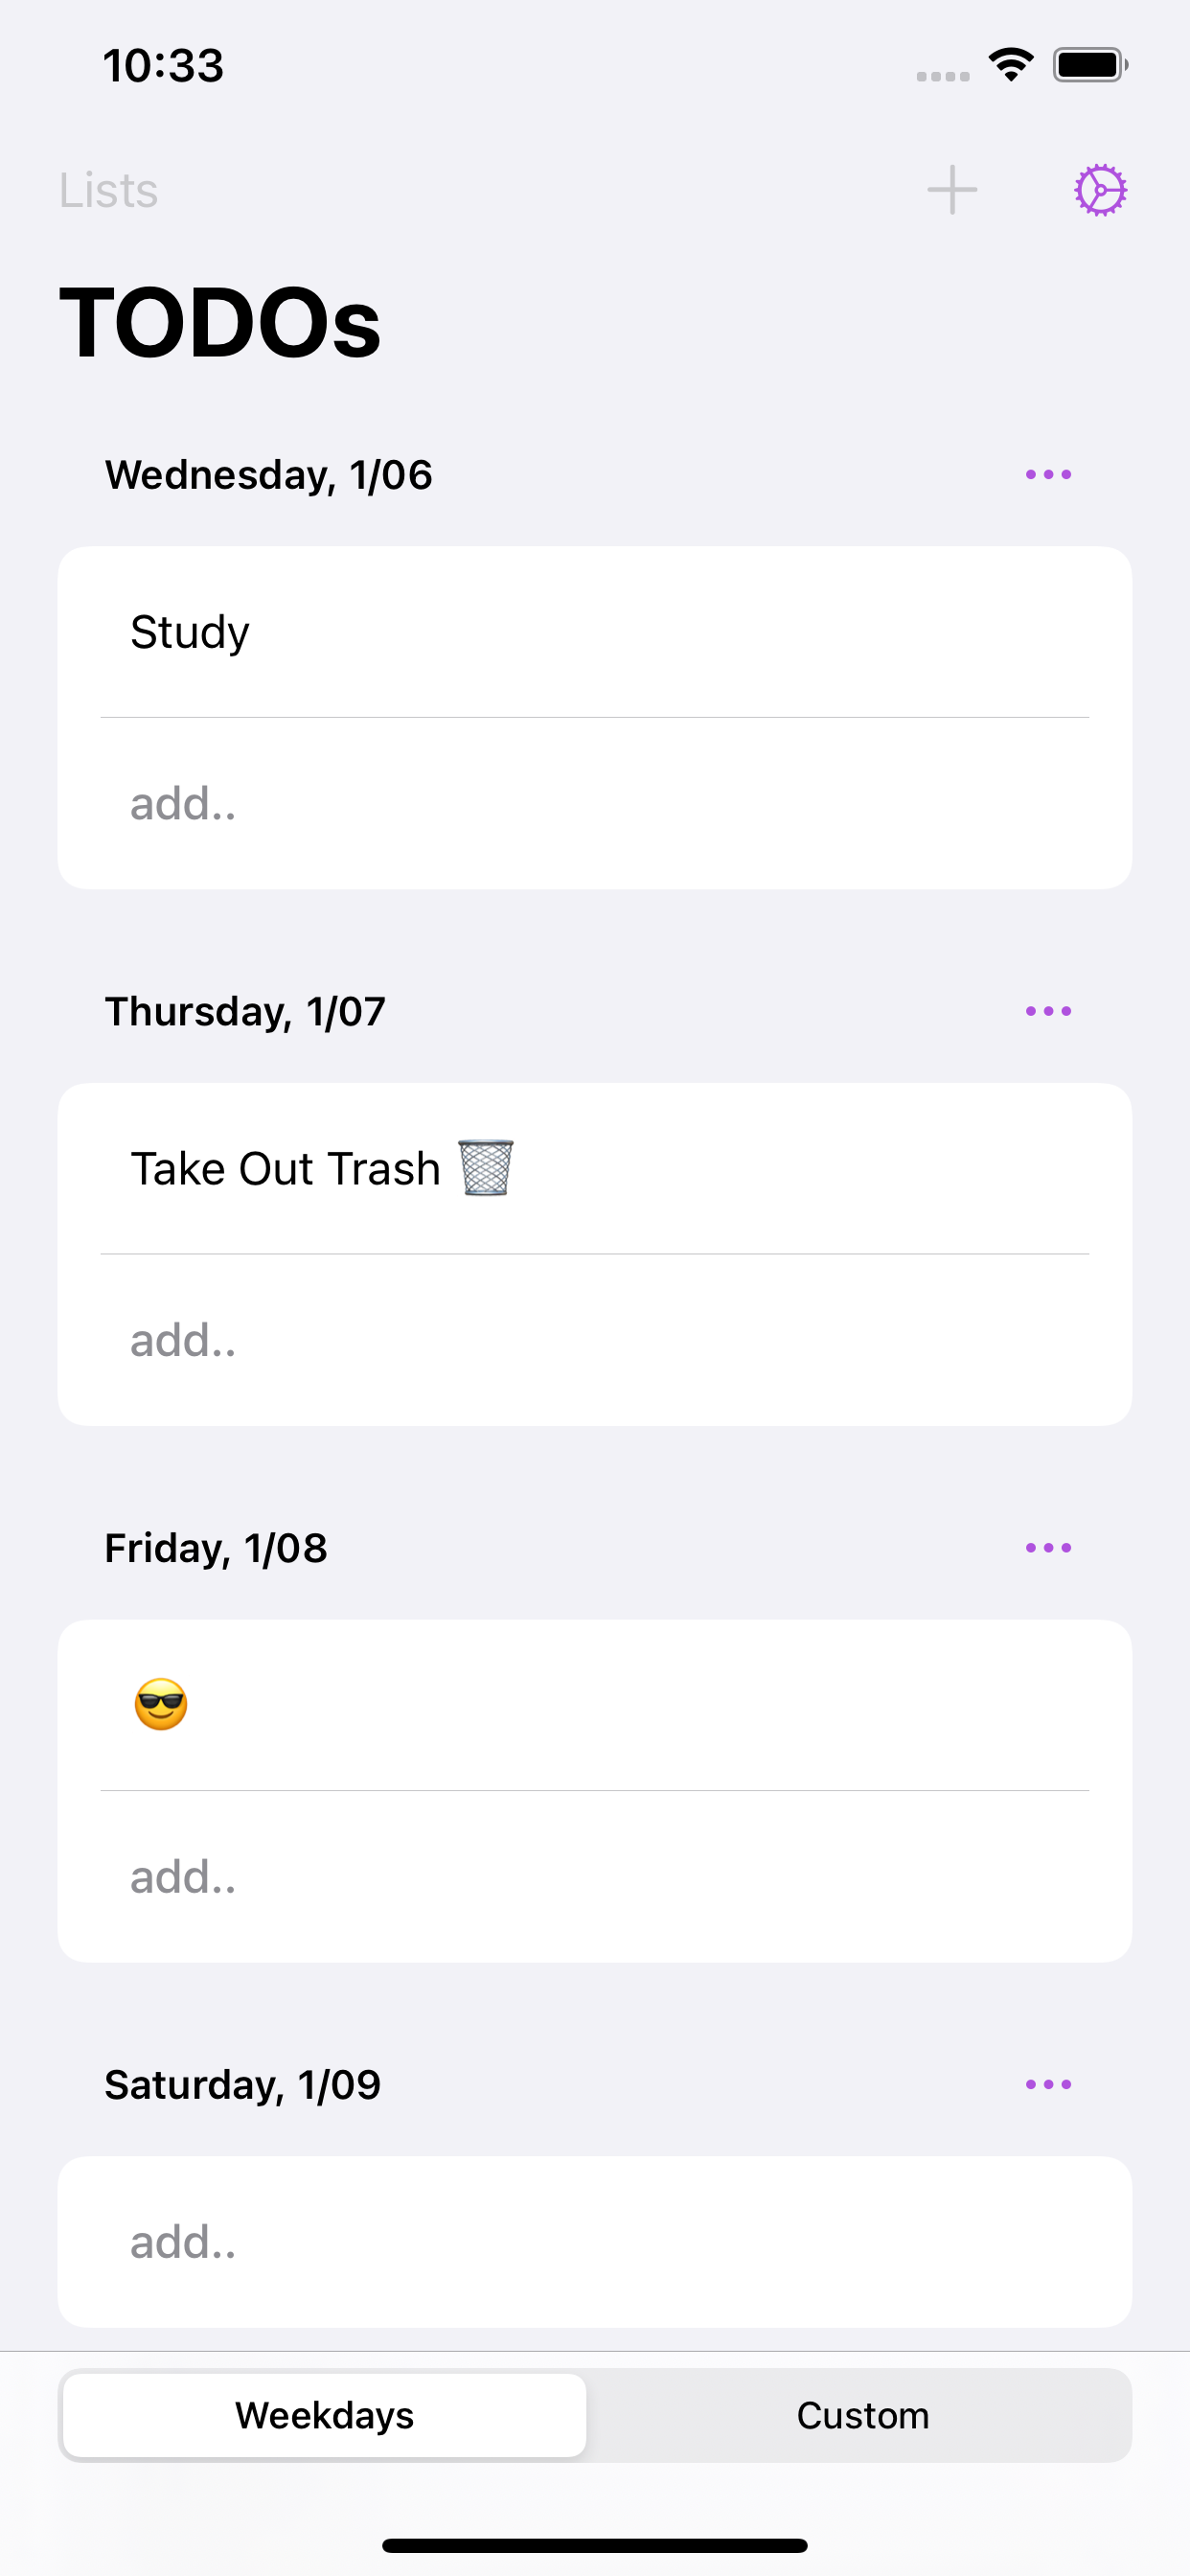 10:33
Lists
TODOs
Wednesday, 1/06
Study
add..
Thursday, 1/07
Take Out Trash 🗑️
add..
Friday, 1/08
😎
add..
Saturday, 1/09
add..
Weekdays Custom